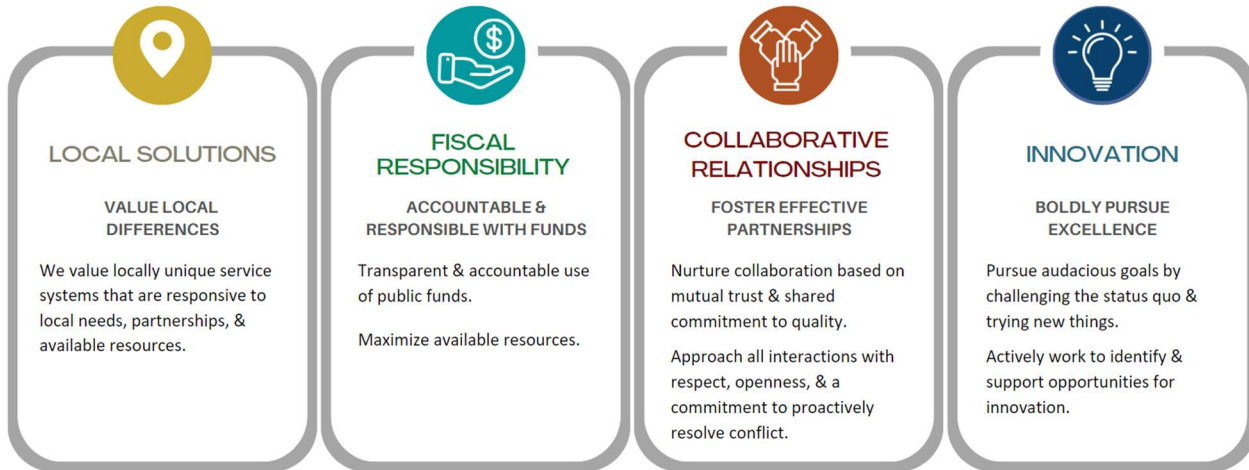 LOCAL SOLUTIONS
VALUE LOCAL
DIFFERENCES
We value locally unique service
systems that are responsive to
local needs, partnerships, &
available resources.
$
FISCAL
RESPONSIBILITY
ACCOUNTABLE &
RESPONSIBLE WITH FUNDS
Transparent & accountable use
of public funds.
Maximize available resources.
COLLABORATIVE
RELATIONSHIPS
FOSTER EFFECTIVE
PARTNERSHIPS
Nurture collaboration based on
mutual trust & shared
commitment to quality.
Approach all interactions with
respect, openness, & a
commitment to proactively
resolve conflict.
INNOVATION
BOLDLY PURSUE
EXCELLENCE
Pursue audacious goals by
challenging the status quo &
trying new things.
Actively work to identify &
support opportunities for
innovation.